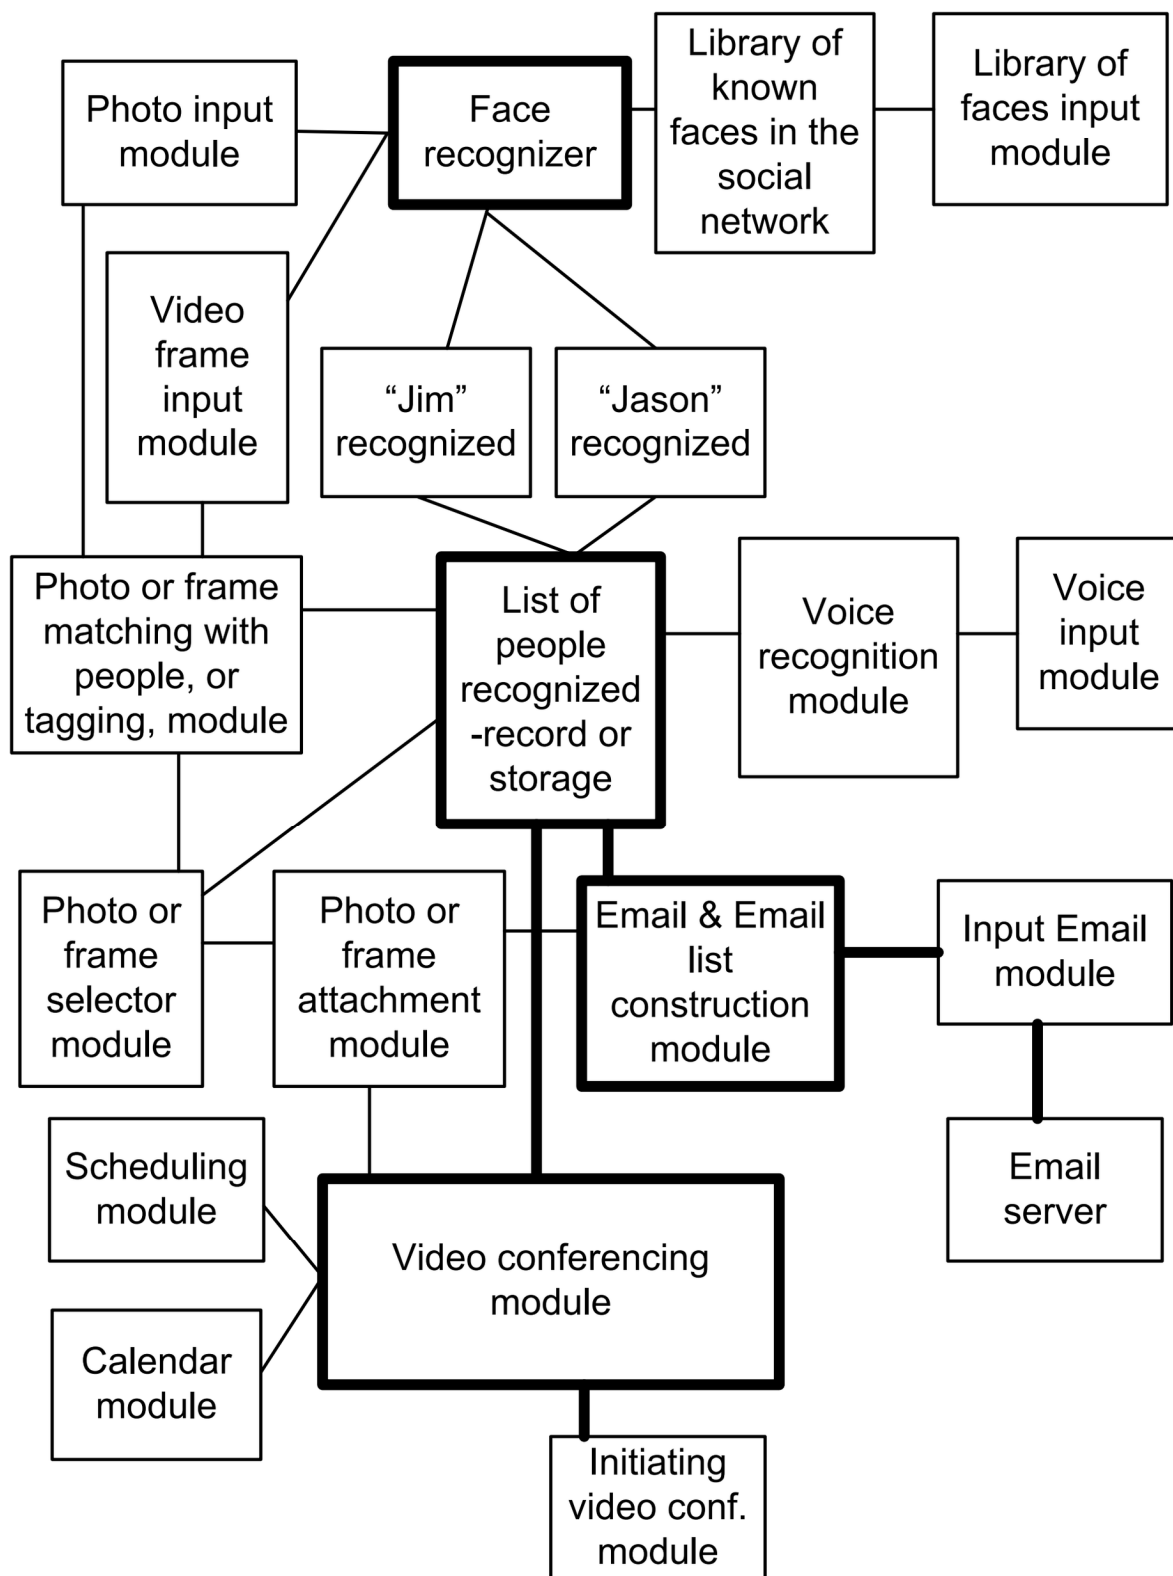 Photo input
module
Face
recognizer
Library of
known
faces in the
social
network
Library of
faces input
module
Video
frame
input
module
“Jim”
recognized
“Jason”
recognized
Photo or frame
matching with
people, or
tagging, module
List of
people
recognized
-record or
storage
Voice
recognition
module
Voice
input
module
Photo or
frame
selector
module
Photo or
frame
attachment
module
Email & Email
list
construction
module
Input Email
module
Scheduling
module
Email
server
Video conferencing
module
Calendar
module
Initiating
video conf.
module